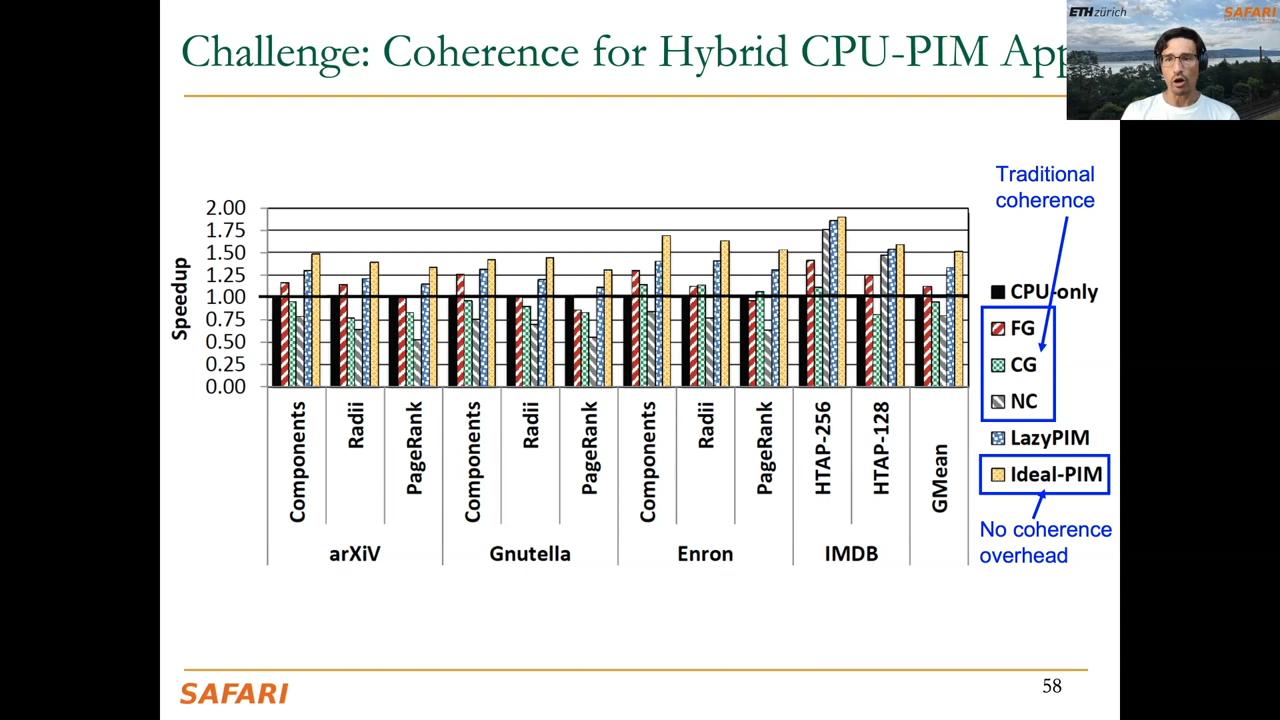 Challenge: Coherence for Hybrid CPU-PIM App
ETH zürich
SAFARI
Traditional
coherence
2.00
1.75
1.50
1.25
1.00
0.75
0.50
0.25
0.00
Speedup
CPU-only
FG
CG
NC
LazyPIM
Ideal-PIM
No coherence
overhead
Components
Radii
PageRank
Components
Radii
PageRank
Components
Radii
PageRank
HTAP-256
HTAP-128
GMean
arXiV
Gnutella
Enron
IMDB
SAFARI
58